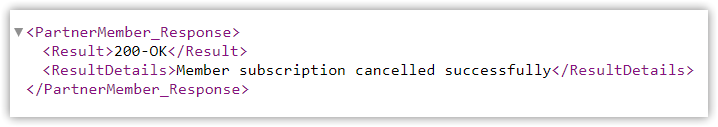 <PartnerMember_Response>
<Result>200-OK</Result>
<ResultDetails>Member subscription cancelled successfully</ResultDetails>
</PartnerMember_Response>